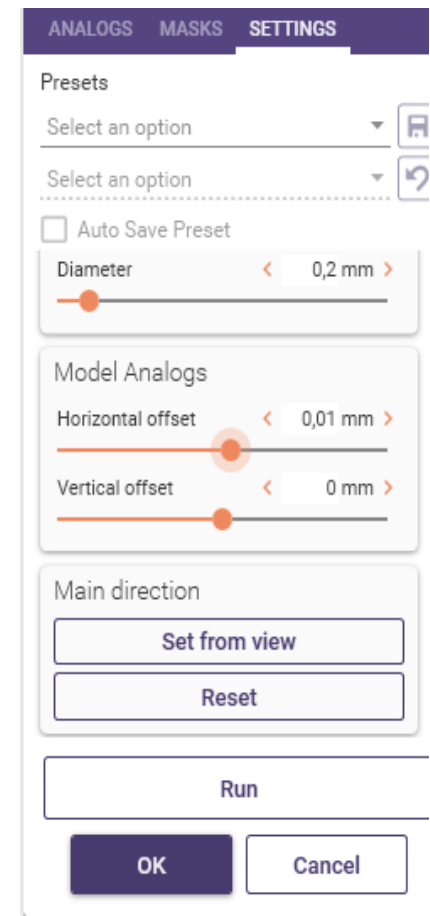 ANALOGS MASKS SETTINGS
Presets
Select an option
Select an option
Auto Save Preset
Diameter < 0,2 mm >
Model Analogs
Horizontal offset < 0,01 mm >
Vertical offset < 0 mm >
Main direction
Set from view
Reset
Run
OK Cancel